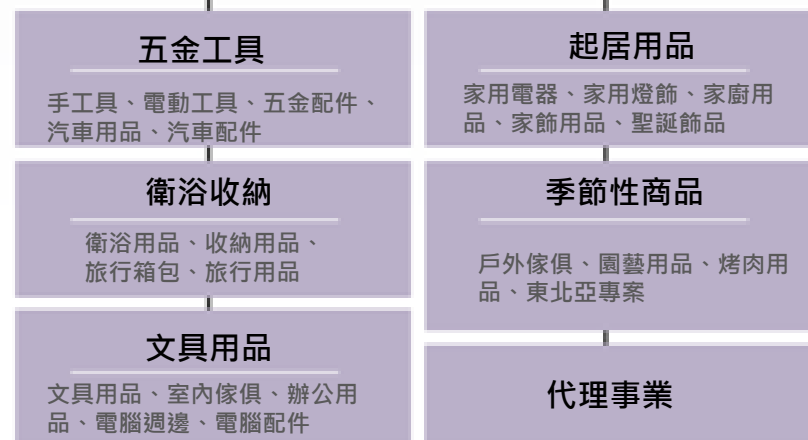 五金工具
手工具、電動工具、五金配件、
汽車用品、汽車配件
衛浴收納
衛浴用品、收納用品、
旅行箱包、旅行用品
文具用品
文具用品、室內傢俱、辦公用
品、電腦週邊、電腦配件
起居用品
家用電器、家用燈飾、家廚用
品、家飾用品、聖誕飾品
季節性商品
戶外傢俱、園藝用品、烤肉用
品、東北亞專案
代理事業